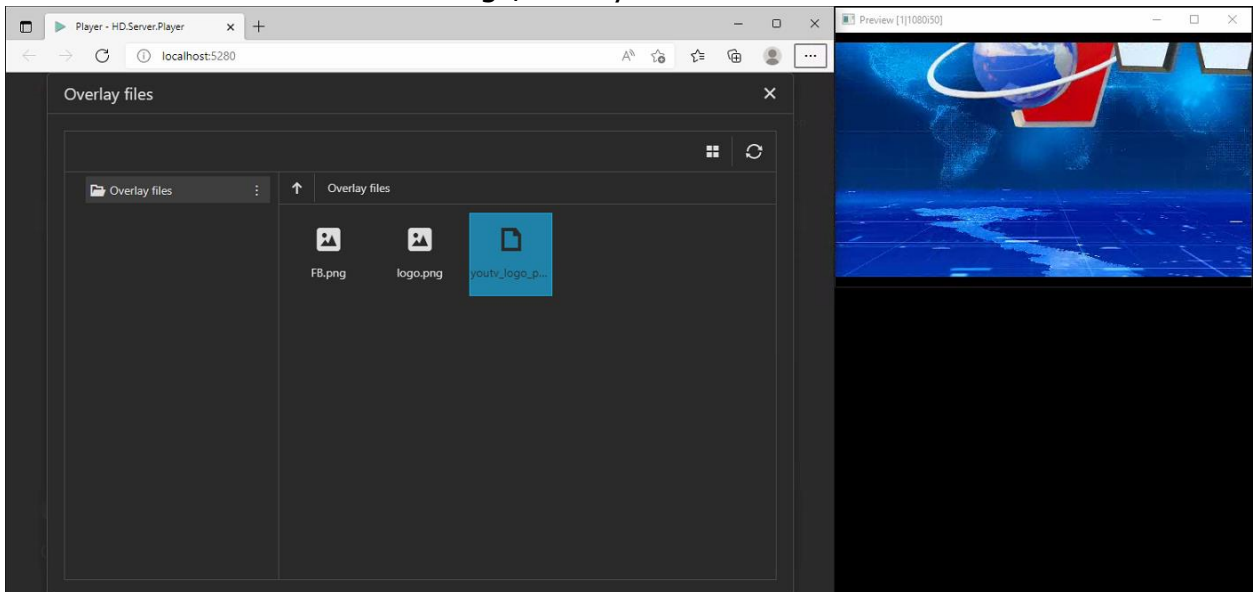 Player - HD.Server.Player
localhost:5280
Preview [1|1080i50]
Overlay files
Overlay files
Overlay files
FB.png
logo.png
youtv_logo_p...